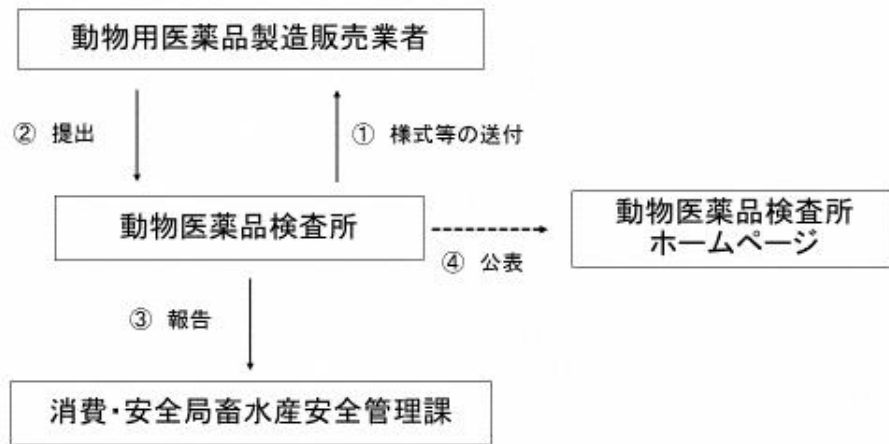 動物用医薬品製造販売業者
② 提出
① 様式等の送付
動物医薬品検査所
④ 公表
動物医薬品検査所
ホームページ
③ 報告
消費・安全局畜水産安全管理課